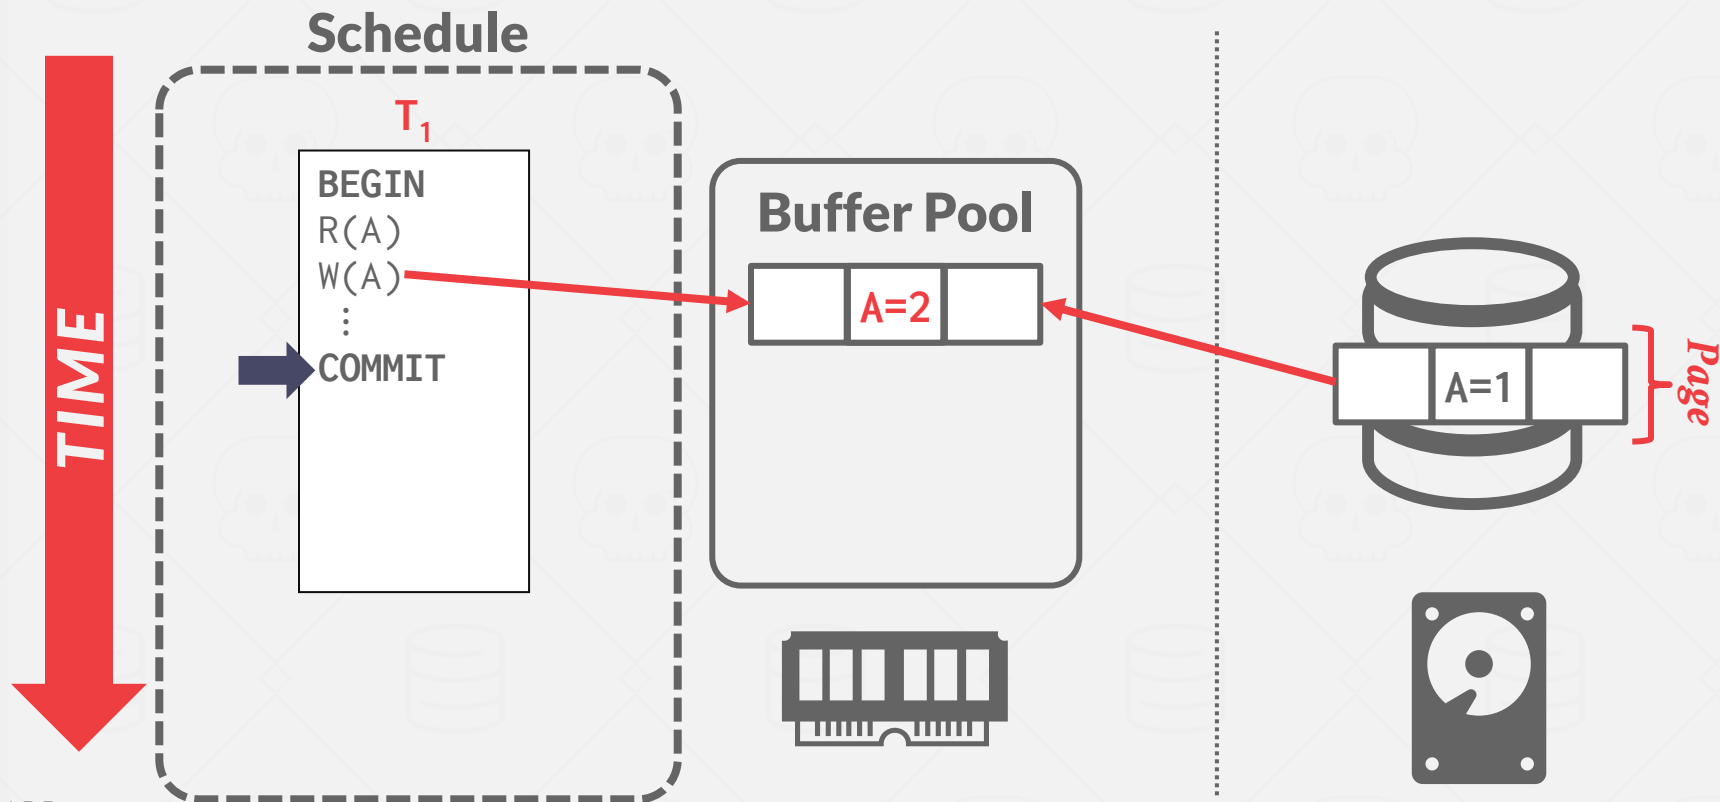 Schedule
TIME
T₁
BEGIN
R(A)
W(A)
⋮
COMMIT
Buffer Pool
A=2
A=1
Page